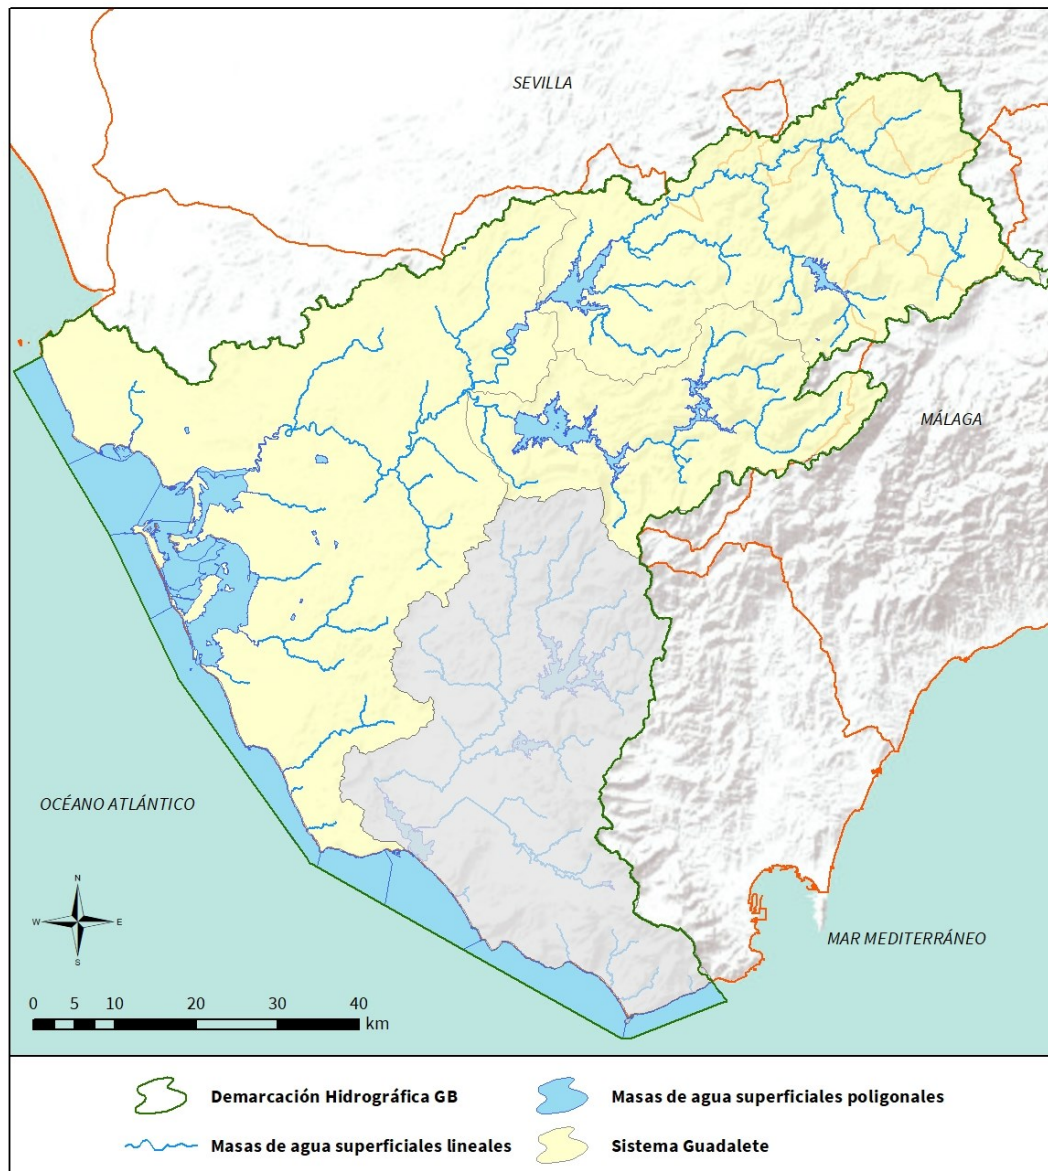 SEVILLA
MÁLAGA
OCÉANO ATLÁNTICO
N
W E
S
MAR MEDITERRÁNEO
0 5 10 20 30 40
km
Demarcación Hidrográfica GB
Masas de agua superficiales poligonales
Masas de agua superficiales lineales
Sistema Guadalete